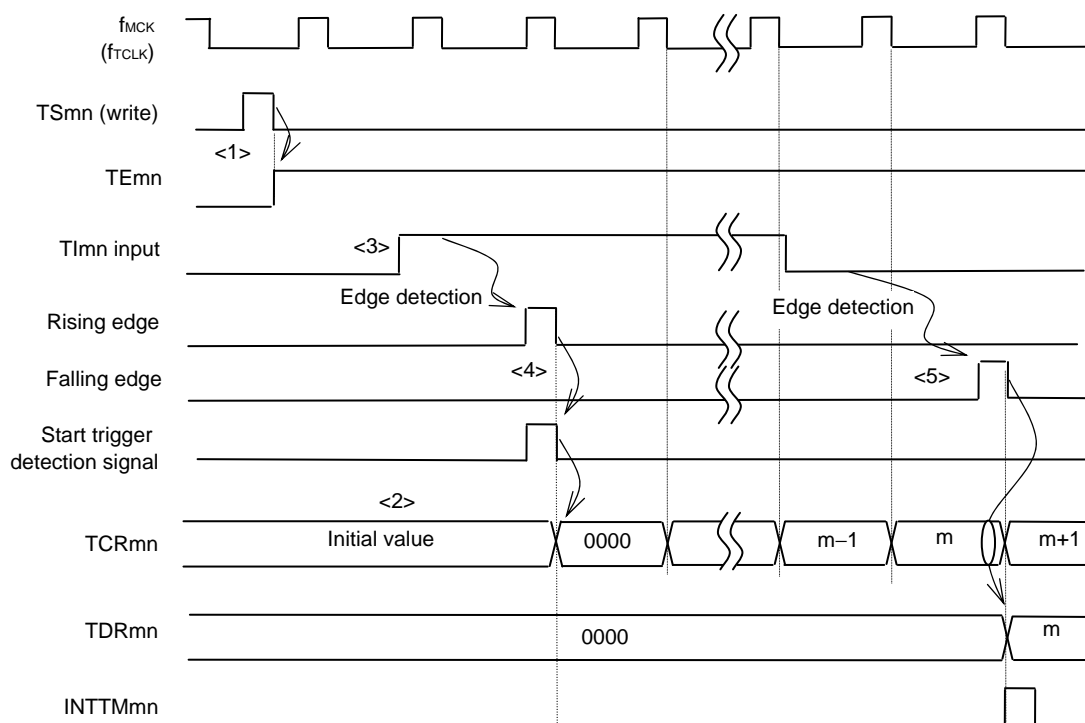 fMCK
(fTCLK)
TSmn (write)
<1>
TEmn
TImn input
<3>
Edge detection
Edge detection
Rising edge
<4>
Falling edge
<5>
Start trigger
detection signal
<2>
TCRmn
Initial value
0000
m−1
m
m+1
TDRmn
0000
m
INTTMmn